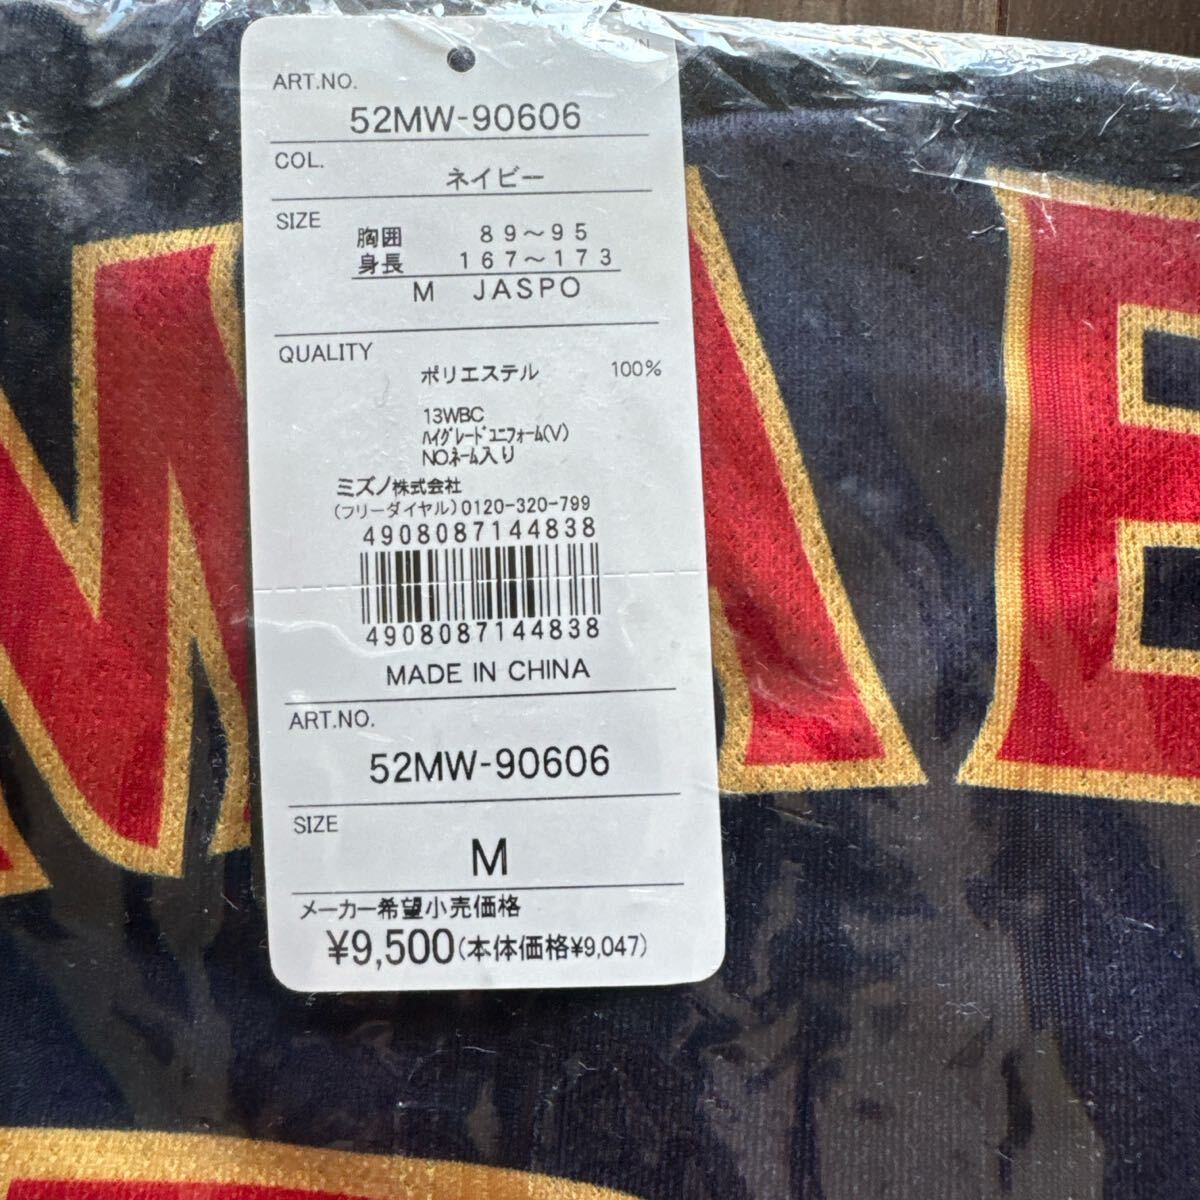 ART.NO.
52MW-90606
COL.
ネイビー
SIZE
胸囲 89～95
身長 167～173
M JASPO
QUALITY
ポリエステル 100%
13WBC
ﾊｲｸﾞﾚｰﾄﾞﾕﾆﾌｫｰﾑ(V)
NO.ﾈｰﾑ入り
ミズノ株式会社
(フリーダイヤル)0120-320-799
4908087144838
4908087144838
MADE IN CHINA
ART.NO.
52MW-90606
SIZE
M
メーカー希望小売価格
¥9,500(本体価格¥9,047)
MAE